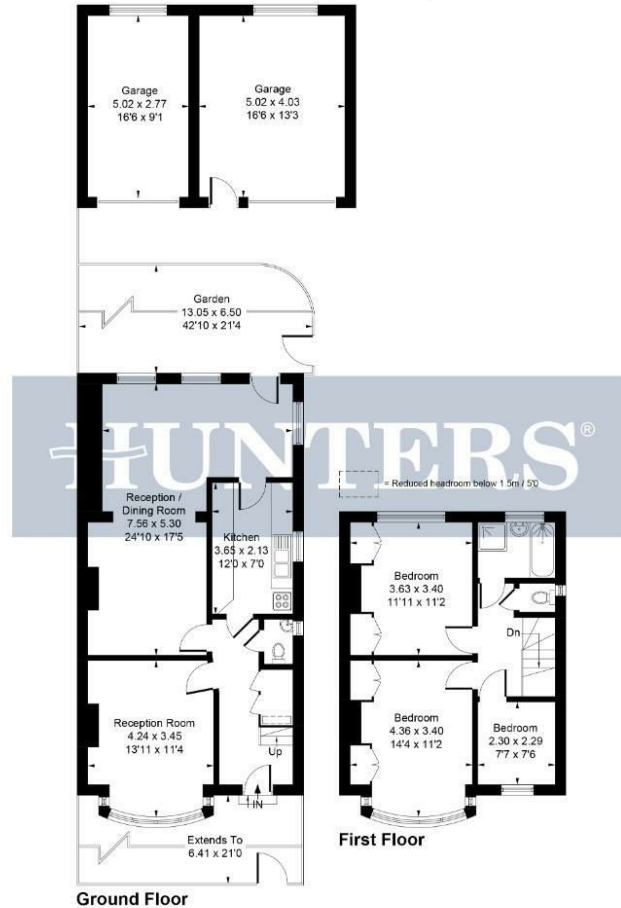 Garage
5.02 x 2.77
16'6 x 9'1
Garage
5.02 x 4.03
16'6 x 13'3
Garden
13.05 x 6.50
42'10 x 21'4
HUNTERS®
= Reduced headroom below 1.5m / 5'0
Reception /
Dining Room
7.56 x 5.30
24'10 x 17'5
Kitchen
3.65 x 2.13
12'0 x 7'0
Reception Room
4.24 x 3.45
13'11 x 11'4
Up
IN
Extends To
6.41 x 21'0
Ground Floor
Bedroom
3.63 x 3.40
11'11 x 11'2
Dn
Bedroom
4.36 x 3.40
14'4 x 11'2
Bedroom
2.30 x 2.29
7'7 x 7'6
First Floor